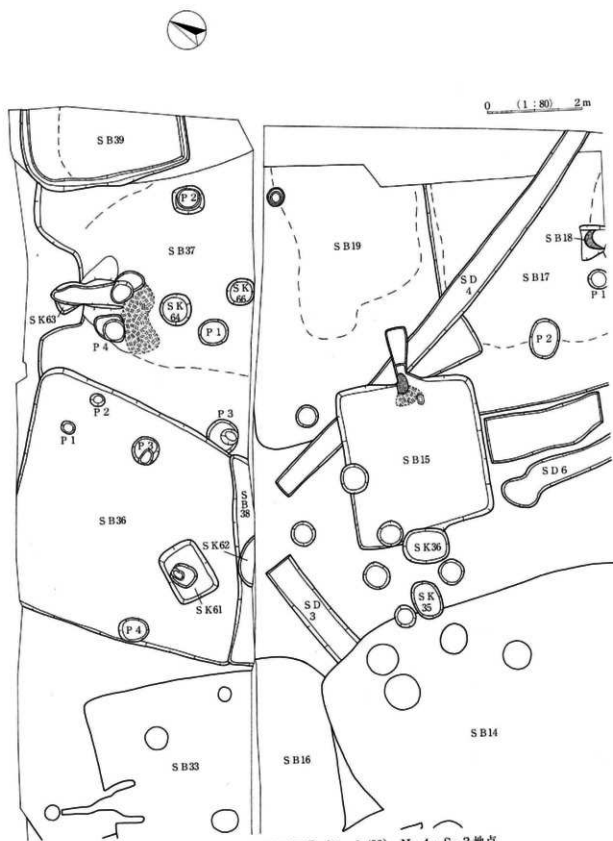 0 (1:80) 2m
SB39
P2
SB37
SB19
SB18
SB17
P1
SD
4
SK
66
SK
64
P1
SK63
P4
P2
P2
P1
P3
P3
SB15
SD6
SB36
S
B
38
SK62
SK36
SK61
SD
3
SK
35
P4
SB14
SB33
SB16